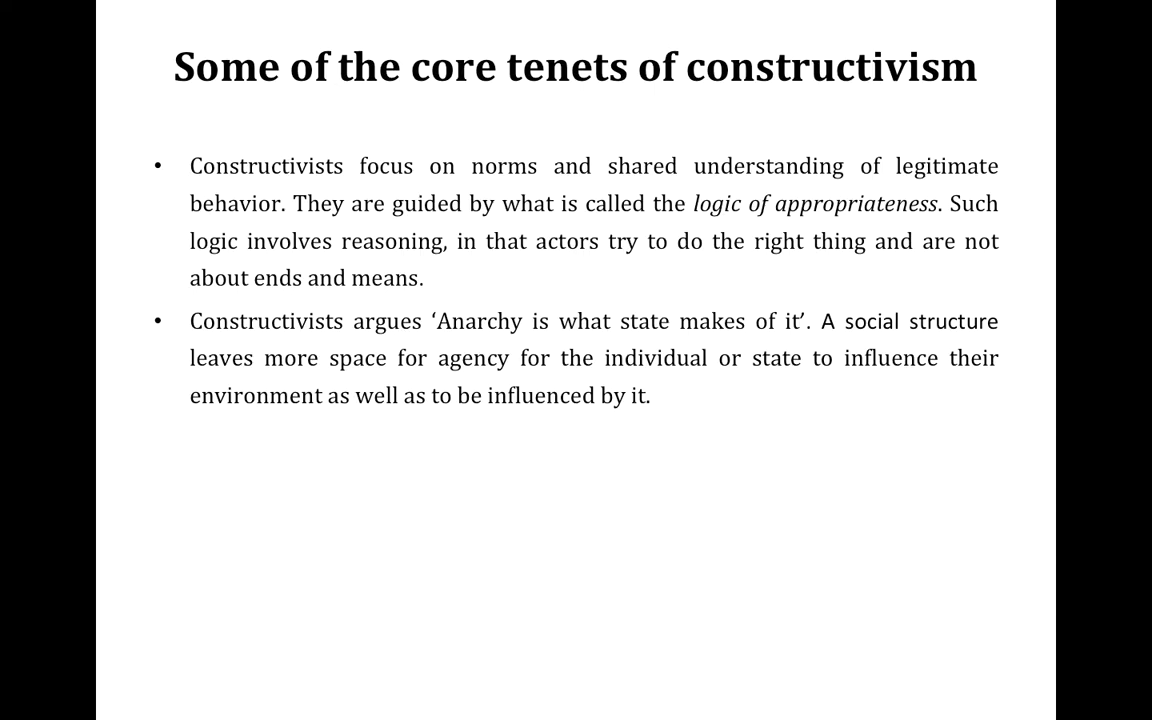 Some of the core tenets of constructivism
• Constructivists focus on norms and shared understanding of legitimate
behavior. They are guided by what is called the logic of appropriateness. Such
logic involves reasoning, in that actors try to do the right thing and are not
about ends and means.
• Constructivists argues ‘Anarchy is what state makes of it’. A social structure
leaves more space for agency for the individual or state to influence their
environment as well as to be influenced by it.